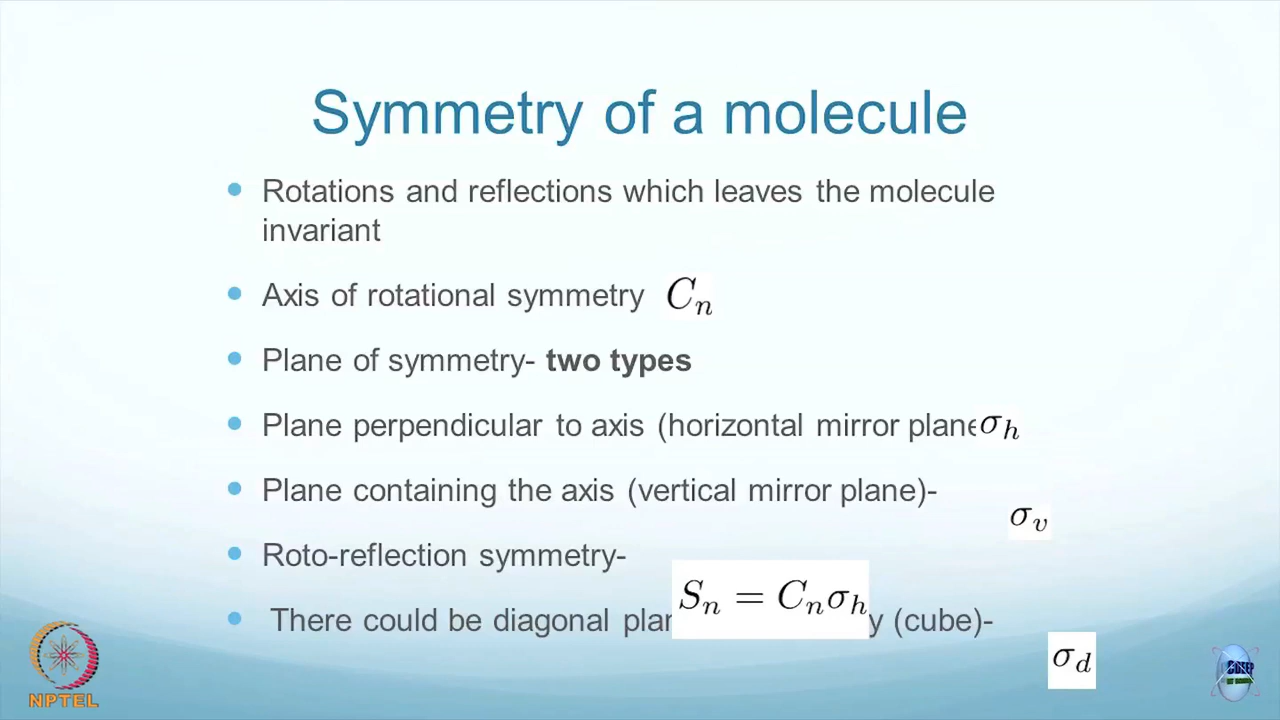 Symmetry of a molecule
• Rotations and reflections which leaves the molecule
invariant
• Axis of rotational symmetry Cₙ
• Plane of symmetry- two types
• Plane perpendicular to axis (horizontal mirror plane σₕ
• Plane containing the axis (vertical mirror plane)-
σᵥ
• Roto-reflection symmetry-
Sₙ = Cₙσₕ
• There could be diagonal (cube)-
σ_d
NPTEL